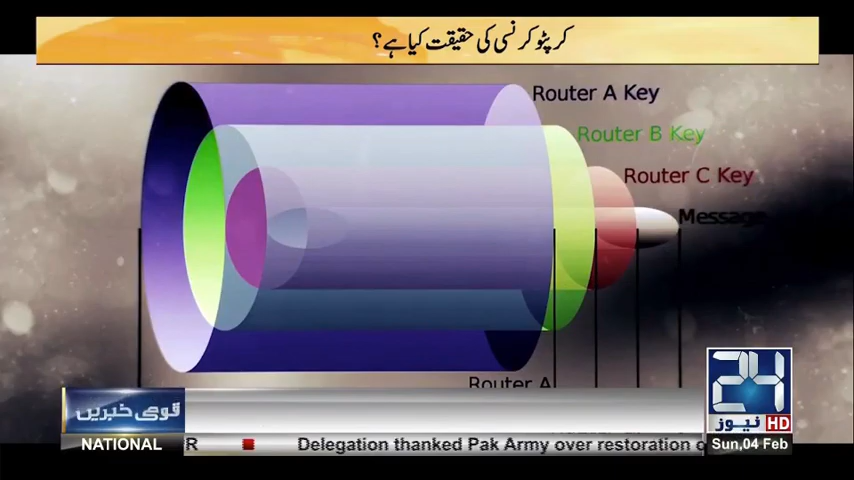 کرپٹو کرنسی کی حقیقت کیا ہے؟
Router A Key
Router B Key
Router C Key
Message
Router A
قومی خبریں
24
نیوز HD
NATIONAL
R
Delegation thanked Pak Army over restoration o
Sun,04 Feb